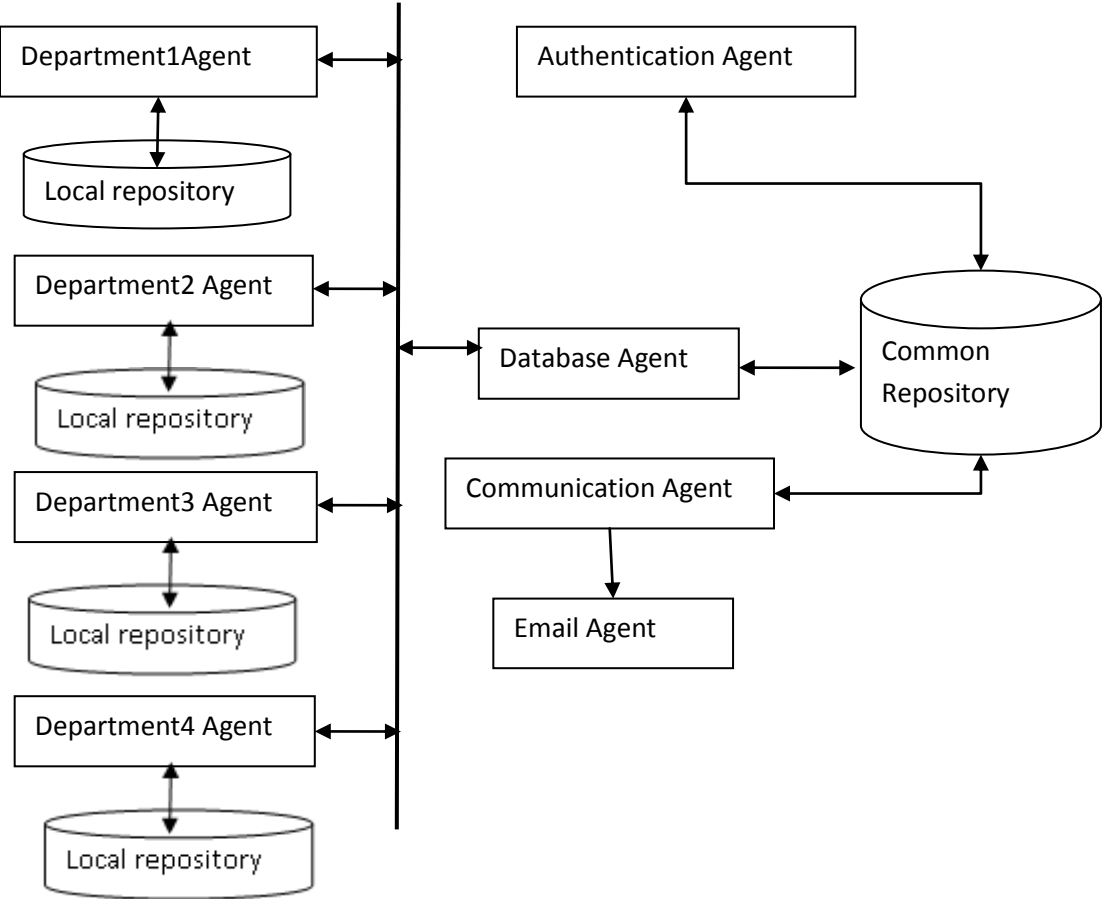 Department1Agent
Local repository
Department2 Agent
Local repository
Department3 Agent
Local repository
Department4 Agent
Local repository
Authentication Agent
Database Agent
Common
Repository
Communication Agent
Email Agent